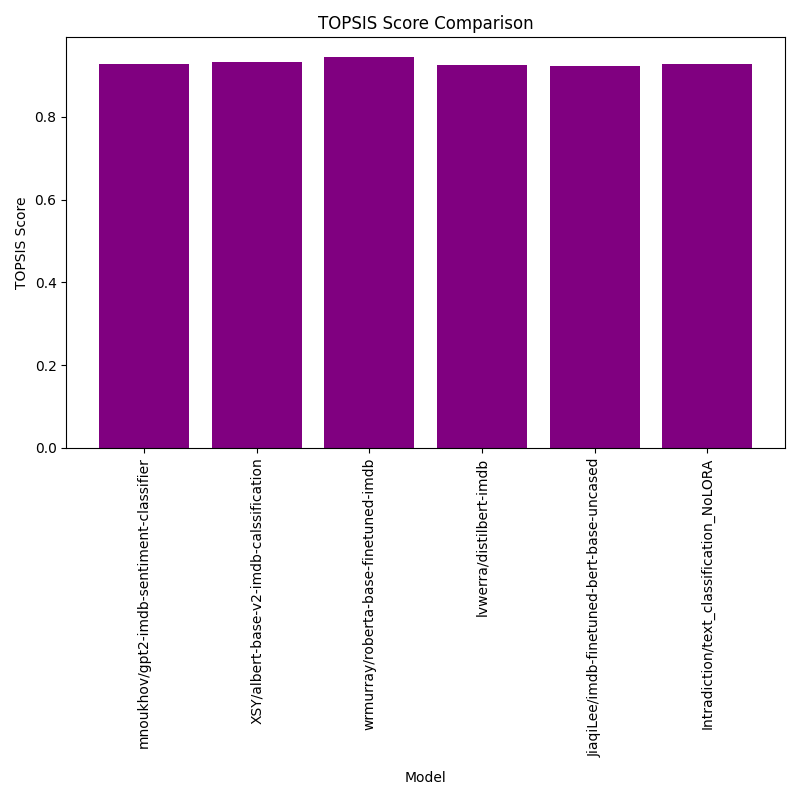 TOPSIS Score Comparison
TOPSIS Score
0.8
0.6
0.4
0.2
0.0
mnoukhov/gpt2-imdb-sentiment-classifier
XSY/albert-base-v2-imdb-calssification
wrmurray/roberta-base-finetuned-imdb
lvwerra/distilbert-imdb
JiaqiLee/imdb-finetuned-bert-base-uncased
Intradiction/text_classification_NoLORA
Model